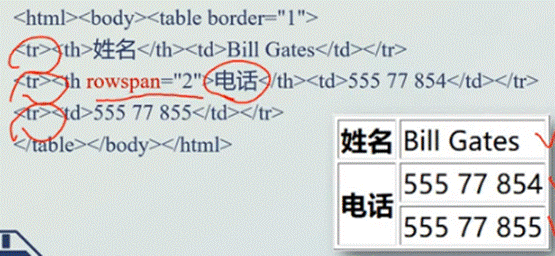 <html><body><table border="1">
<tr><th>姓名</th><td>Bill Gates</td></tr>
<tr><th rowspan="2">电话</th><td>555 77 854</td></tr>
<tr><td>555 77 855</td></tr>
</table></body></html>
姓名 Bill Gates
电话 555 77 854
555 77 855